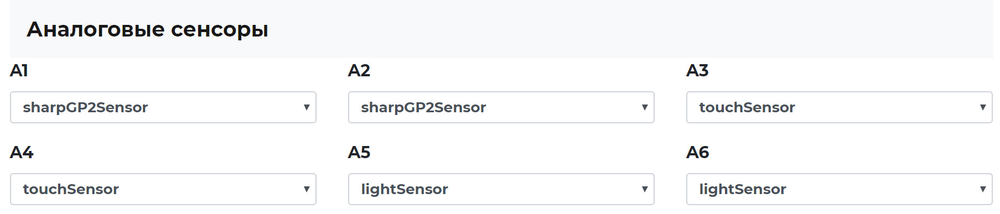 Аналоговые сенсоры
A1 A2 A3
sharpGP2Sensor sharpGP2Sensor touchSensor
A4 A5 A6
touchSensor lightSensor lightSensor